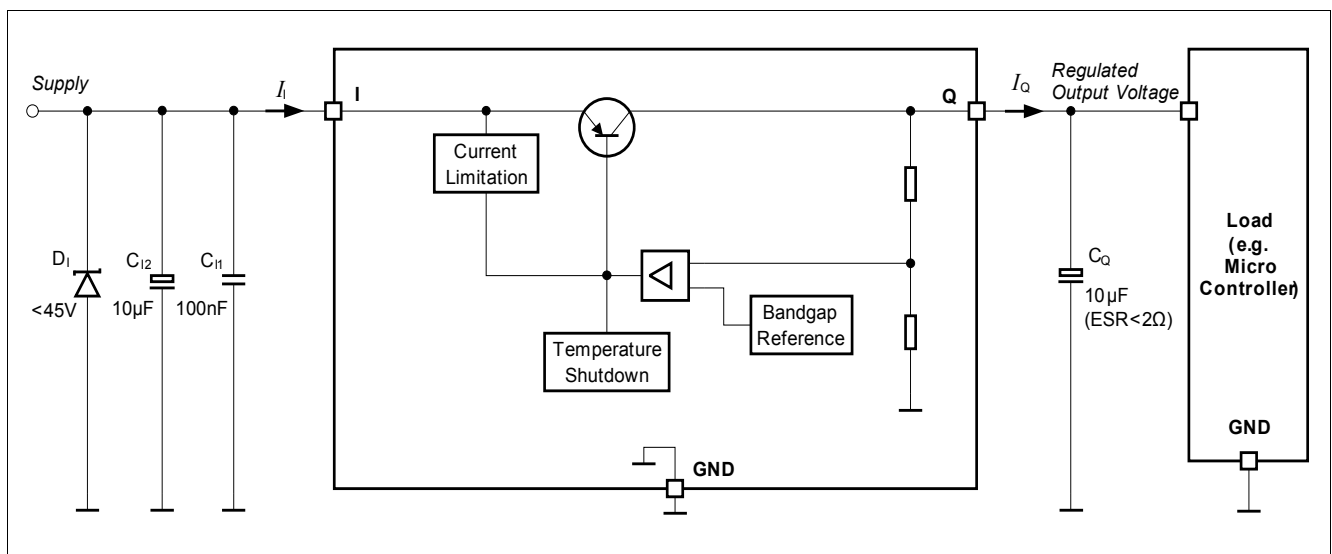 Supply
I_I
I
Q
I_Q
Regulated
Output Voltage
Current
Limitation
D_I
<45V
C_I2
10µF
C_I1
100nF
Temperature
Shutdown
Bandgap
Reference
C_Q
10µF
(ESR<2Ω)
Load
(e.g.
Micro
Controller)
GND
GND